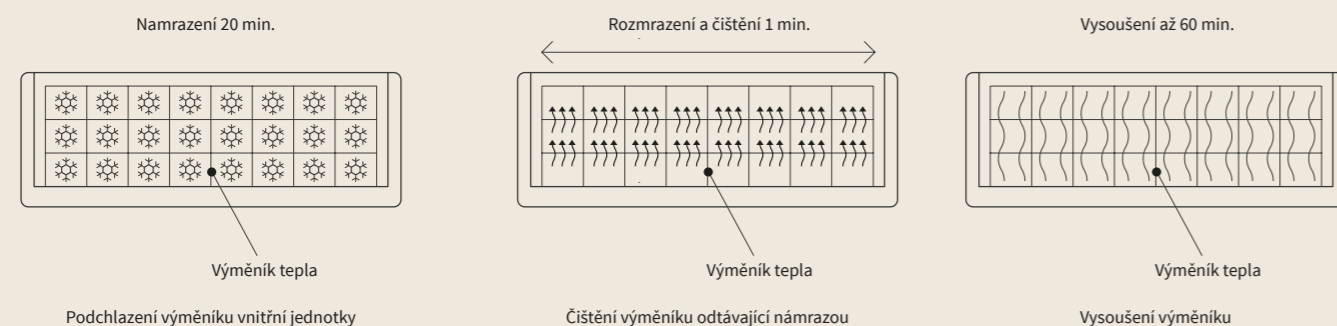 Namrazení 20 min.
Rozmrazení a čištění 1 min.
Vysoušení až 60 min.
Výměník tepla
Výměník tepla
Výměník tepla
Podchlazení výměníku vnitřní jednotky
Čištění výměníku odtávající námrazou
Vysoušení výměníku